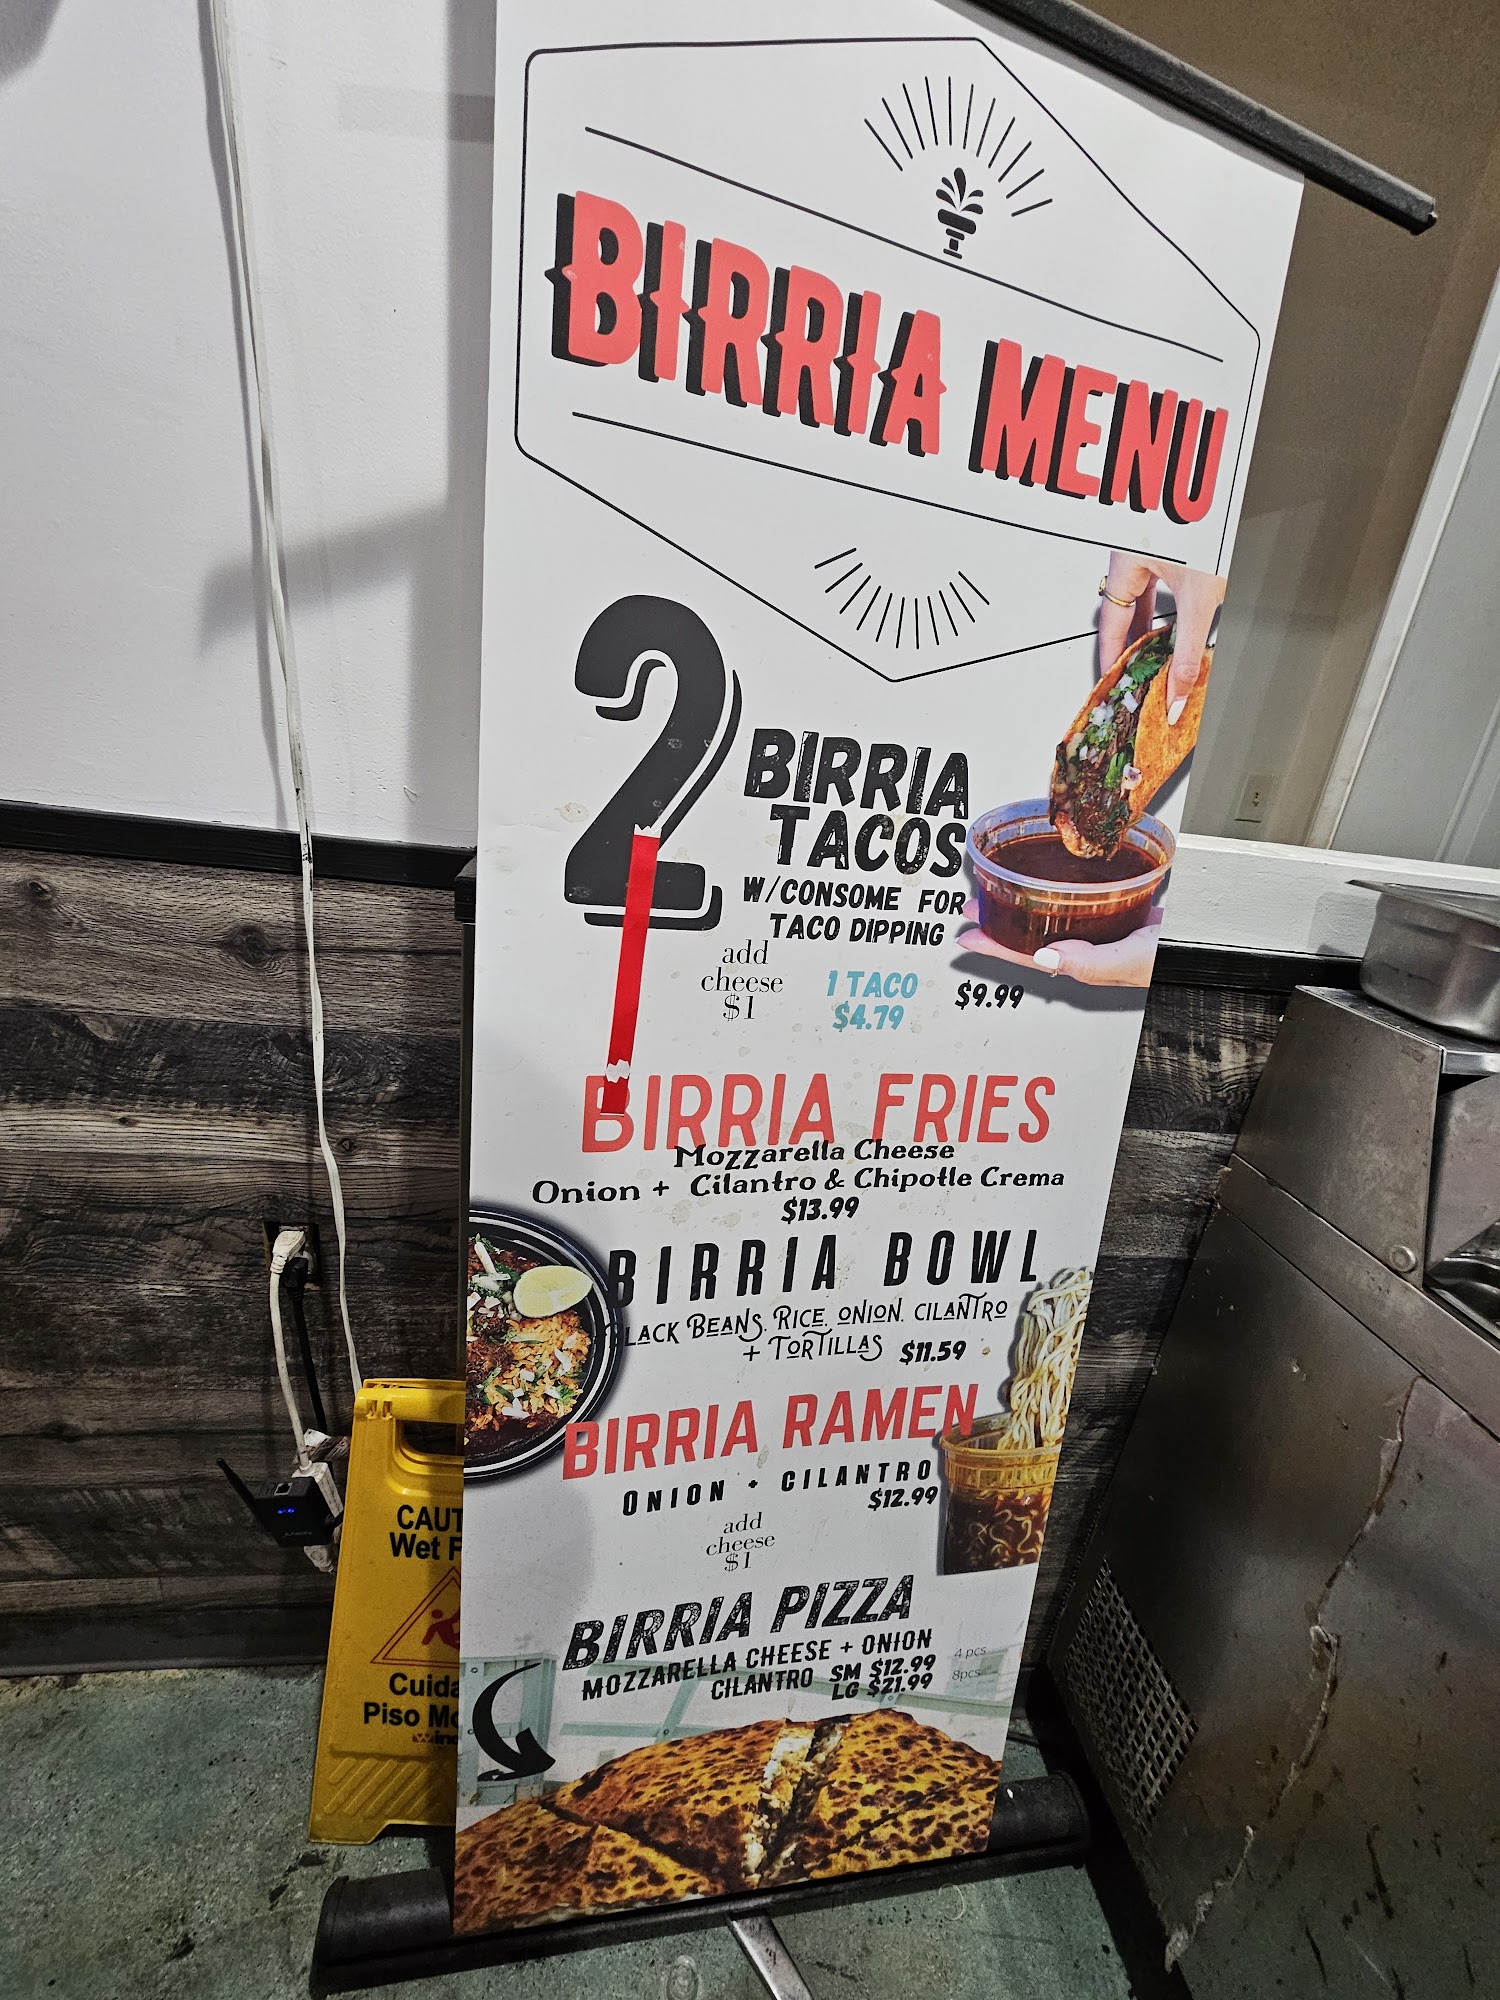 BIRRIA MENU
2
BIRRIA
TACOS
W/CONSOME FOR
TACO DIPPING
add
cheese
$1
1 TACO
$4.79
$9.99
BIRRIA FRIES
Mozzarella Cheese
Onion + Cilantro & Chipotle Crema
$13.99
BIRRIA BOWL
LACK BEANS, RICE, ONION, CILANTRO
+ TORTILLAS $11.59
BIRRIA RAMEN
ONION + CILANTRO
$12.99
add
cheese
$1
BIRRIA PIZZA
MOZZARELLA CHEESE + ONION
CILANTRO SM $12.99 4 pcs
LG $21.99 8pcs
CAUT
Wet F
Cuida
Piso Mo